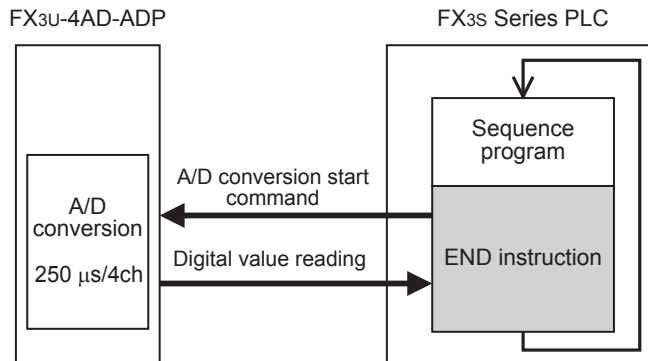 FX3U-4AD-ADP
FX3S Series PLC
Sequence
program
A/D conversion start
command
A/D
conversion
250 μs/4ch
Digital value reading
END instruction